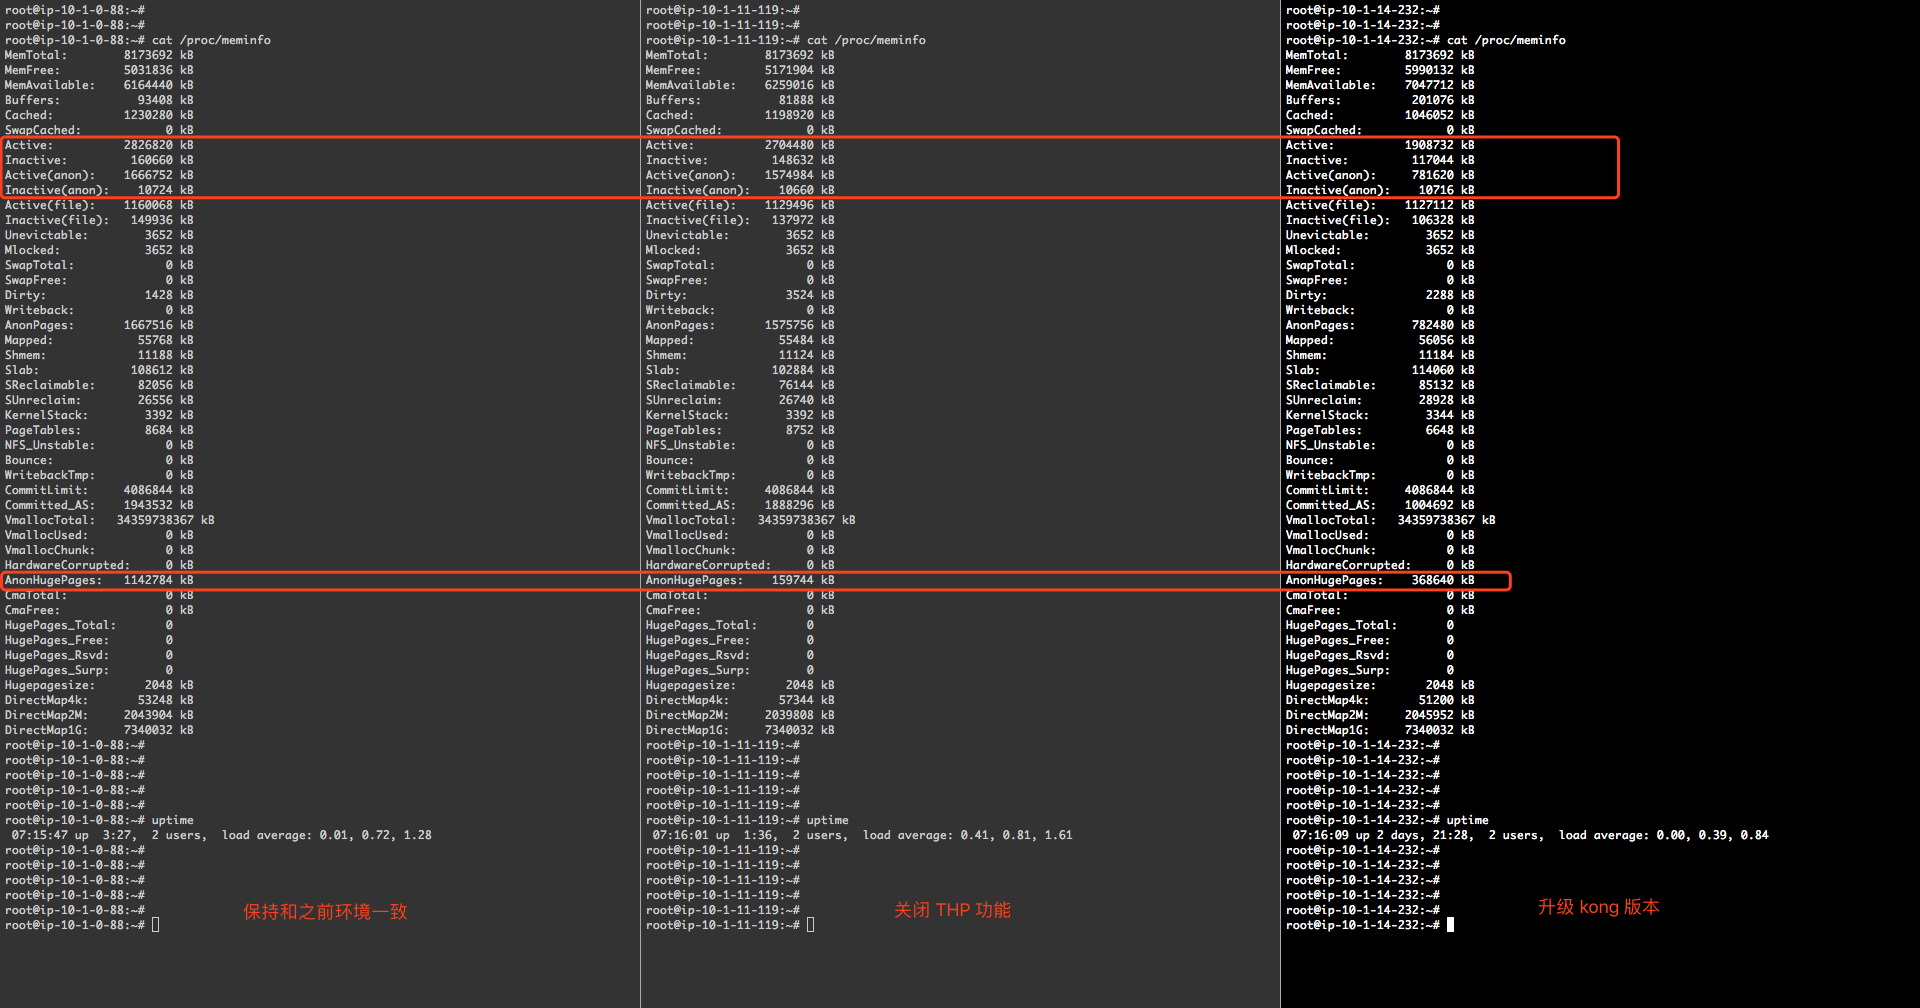 root@ip-10-1-0-88:~#
root@ip-10-1-0-88:~#
root@ip-10-1-0-88:~# cat /proc/meminfo
MemTotal: 8173692 kB
MemFree: 5031836 kB
MemAvailable: 6164440 kB
Buffers: 93408 kB
Cached: 1230280 kB
SwapCached: 0 kB
Active: 2826820 kB
Inactive: 160660 kB
Active(anon): 1666752 kB
Inactive(anon): 10724 kB
Active(file): 1160068 kB
Inactive(file): 149936 kB
Unevictable: 3652 kB
Mlocked: 3652 kB
SwapTotal: 0 kB
SwapFree: 0 kB
Dirty: 1428 kB
Writeback: 0 kB
AnonPages: 1667516 kB
Mapped: 55768 kB
Shmem: 11188 kB
Slab: 108612 kB
SReclaimable: 82056 kB
SUnreclaim: 26556 kB
KernelStack: 3392 kB
PageTables: 8684 kB
NFS_Unstable: 0 kB
Bounce: 0 kB
WritebackTmp: 0 kB
CommitLimit: 4086844 kB
Committed_AS: 1943532 kB
VmallocTotal: 34359738367 kB
VmallocUsed: 0 kB
VmallocChunk: 0 kB
HardwareCorrupted: 0 kB
AnonHugePages: 1142784 kB
CmaTotal: 0 kB
CmaFree: 0 kB
HugePages_Total: 0
HugePages_Free: 0
HugePages_Rsvd: 0
HugePages_Surp: 0
Hugepagesize: 2048 kB
DirectMap4k: 53248 kB
DirectMap2M: 2043904 kB
DirectMap1G: 7340032 kB
root@ip-10-1-0-88:~#
root@ip-10-1-0-88:~#
root@ip-10-1-0-88:~#
root@ip-10-1-0-88:~#
root@ip-10-1-0-88:~#
root@ip-10-1-0-88:~# uptime
07:15:47 up 3:27, 2 users, load average: 0.01, 0.72, 1.28
root@ip-10-1-0-88:~#
root@ip-10-1-0-88:~#
root@ip-10-1-0-88:~#
root@ip-10-1-0-88:~#
root@ip-10-1-0-88:~#
保持和之前环境一致
root@ip-10-1-0-88:~#
root@ip-10-1-11-119:~#
root@ip-10-1-11-119:~#
root@ip-10-1-11-119:~# cat /proc/meminfo
MemTotal: 8173692 kB
MemFree: 5171904 kB
MemAvailable: 6259016 kB
Buffers: 81888 kB
Cached: 1198920 kB
SwapCached: 0 kB
Active: 2704480 kB
Inactive: 148632 kB
Active(anon): 1574984 kB
Inactive(anon): 10660 kB
Active(file): 1129496 kB
Inactive(file): 137972 kB
Unevictable: 3652 kB
Mlocked: 3652 kB
SwapTotal: 0 kB
SwapFree: 0 kB
Dirty: 3524 kB
Writeback: 0 kB
AnonPages: 1575756 kB
Mapped: 55484 kB
Shmem: 11124 kB
Slab: 102884 kB
SReclaimable: 76144 kB
SUnreclaim: 26740 kB
KernelStack: 3392 kB
PageTables: 8752 kB
NFS_Unstable: 0 kB
Bounce: 0 kB
WritebackTmp: 0 kB
CommitLimit: 4086844 kB
Committed_AS: 1888296 kB
VmallocTotal: 34359738367 kB
VmallocUsed: 0 kB
VmallocChunk: 0 kB
HardwareCorrupted: 0 kB
AnonHugePages: 159744 kB
CmaTotal: 0 kB
CmaFree: 0 kB
HugePages_Total: 0
HugePages_Free: 0
HugePages_Rsvd: 0
HugePages_Surp: 0
Hugepagesize: 2048 kB
DirectMap4k: 57344 kB
DirectMap2M: 2039808 kB
DirectMap1G: 7340032 kB
root@ip-10-1-11-119:~#
root@ip-10-1-11-119:~#
root@ip-10-1-11-119:~#
root@ip-10-1-11-119:~#
root@ip-10-1-11-119:~#
root@ip-10-1-11-119:~# uptime
07:16:01 up 1:36, 2 users, load average: 0.41, 0.81, 1.61
root@ip-10-1-11-119:~#
root@ip-10-1-11-119:~#
root@ip-10-1-11-119:~#
root@ip-10-1-11-119:~#
root@ip-10-1-11-119:~#
关闭 THP 功能
root@ip-10-1-11-119:~#
root@ip-10-1-14-232:~#
root@ip-10-1-14-232:~#
root@ip-10-1-14-232:~# cat /proc/meminfo
MemTotal: 8173692 kB
MemFree: 5990132 kB
MemAvailable: 7047712 kB
Buffers: 201076 kB
Cached: 1046052 kB
SwapCached: 0 kB
Active: 1908732 kB
Inactive: 117044 kB
Active(anon): 781620 kB
Inactive(anon): 10716 kB
Active(file): 1127112 kB
Inactive(file): 106328 kB
Unevictable: 3652 kB
Mlocked: 3652 kB
SwapTotal: 0 kB
SwapFree: 0 kB
Dirty: 2288 kB
Writeback: 0 kB
AnonPages: 782480 kB
Mapped: 56056 kB
Shmem: 11184 kB
Slab: 114060 kB
SReclaimable: 85132 kB
SUnreclaim: 28928 kB
KernelStack: 3344 kB
PageTables: 6648 kB
NFS_Unstable: 0 kB
Bounce: 0 kB
WritebackTmp: 0 kB
CommitLimit: 4086844 kB
Committed_AS: 1004692 kB
VmallocTotal: 34359738367 kB
VmallocUsed: 0 kB
VmallocChunk: 0 kB
HardwareCorrupted: 0 kB
AnonHugePages: 368640 kB
CmaTotal: 0 kB
CmaFree: 0 kB
HugePages_Total: 0
HugePages_Free: 0
HugePages_Rsvd: 0
HugePages_Surp: 0
Hugepagesize: 2048 kB
DirectMap4k: 51200 kB
DirectMap2M: 2045952 kB
DirectMap1G: 7340032 kB
root@ip-10-1-14-232:~#
root@ip-10-1-14-232:~#
root@ip-10-1-14-232:~#
root@ip-10-1-14-232:~#
root@ip-10-1-14-232:~#
root@ip-10-1-14-232:~# uptime
07:16:09 up 2 days, 21:28, 2 users, load average: 0.00, 0.39, 0.84
root@ip-10-1-14-232:~#
root@ip-10-1-14-232:~#
root@ip-10-1-14-232:~#
root@ip-10-1-14-232:~#
root@ip-10-1-14-232:~#
升级 kong 版本
root@ip-10-1-14-232:~#